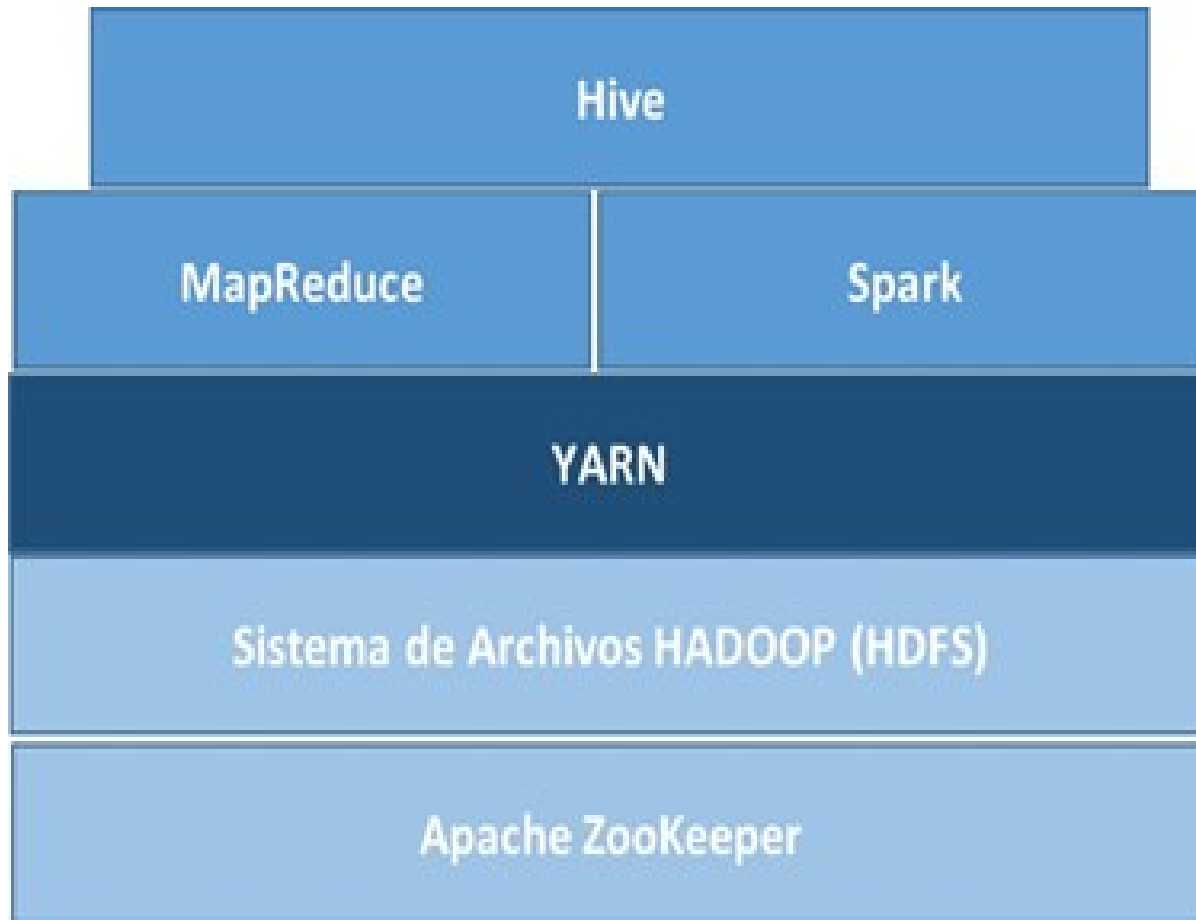 Hive
MapReduce
Spark
YARN
Sistema de Archivos HADOOP (HDFS)
Apache ZooKeeper